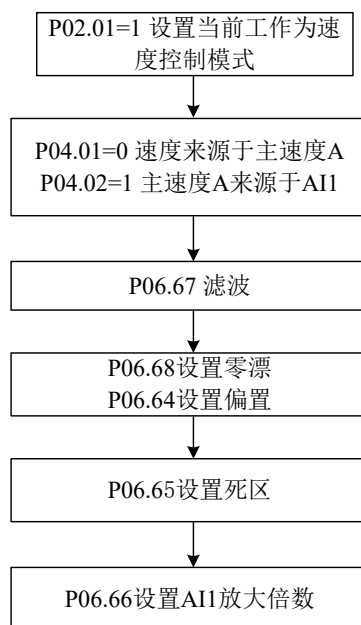 P02.01=1 设置当前工作为速
度控制模式
P04.01=0 速度来源于主速度A
P04.02=1 主速度A来源于AI1
P06.67 滤波
P06.68设置零漂
P06.64设置偏置
P06.65设置死区
P06.66设置AI1放大倍数